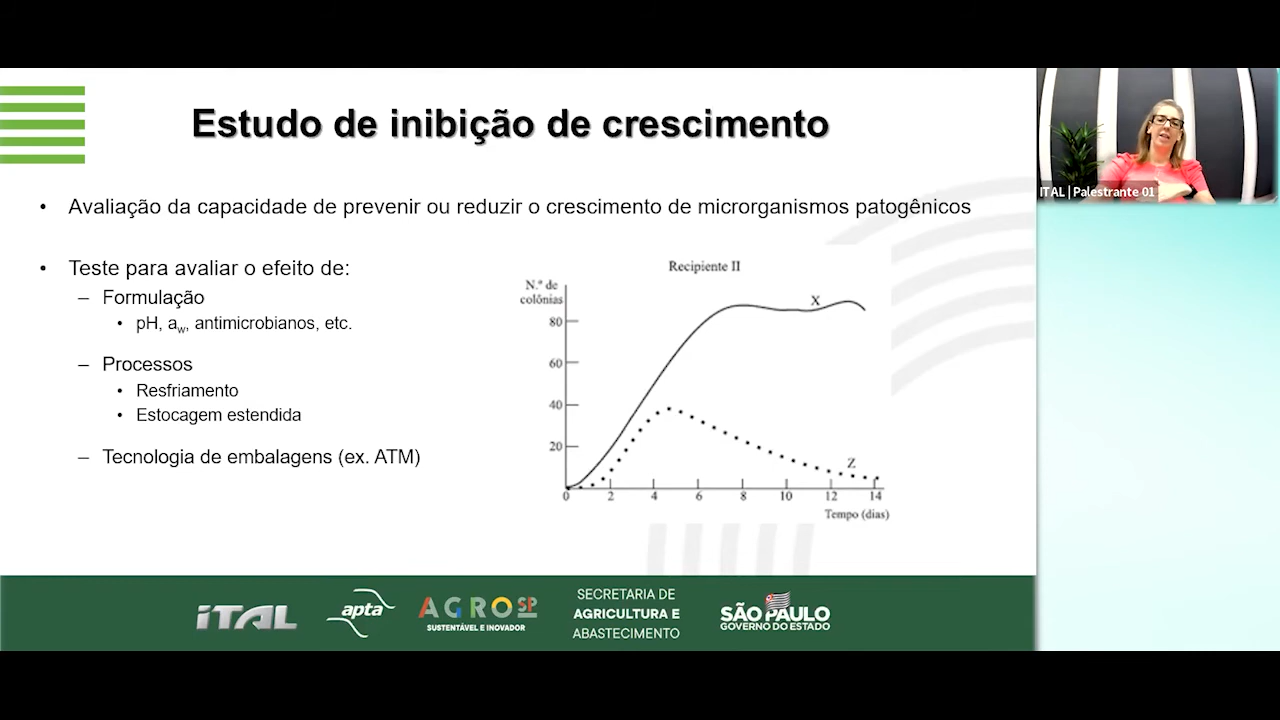 Estudo de inibição de crescimento
• Avaliação da capacidade de prevenir ou reduzir o crescimento de microrganismos patogênicos
• Teste para avaliar o efeito de:
– Formulação
• pH, aw, antimicrobianos, etc.
– Processos
• Resfriamento
• Estocagem estendida
– Tecnologia de embalagens (ex. ATM)
Recipiente II
N.º de
colônias
80
60
40
20
X
Z
0 2 4 6 8 10 12 14
Tempo (dias)
ITAL | Palestrante 01
iTAL
apta
AGRO SP
SUSTENTÁVEL E INOVADOR
SECRETARIA DE
AGRICULTURA E
ABASTECIMENTO
SÃO PAULO
GOVERNO DO ESTADO